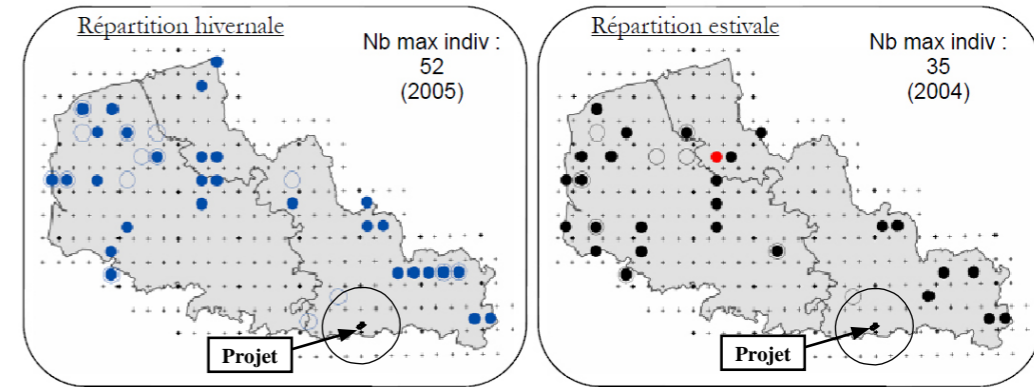 Répartition hivernale
Nb max indiv :
52
(2005)
Projet
Répartition estivale
Nb max indiv :
35
(2004)
Projet